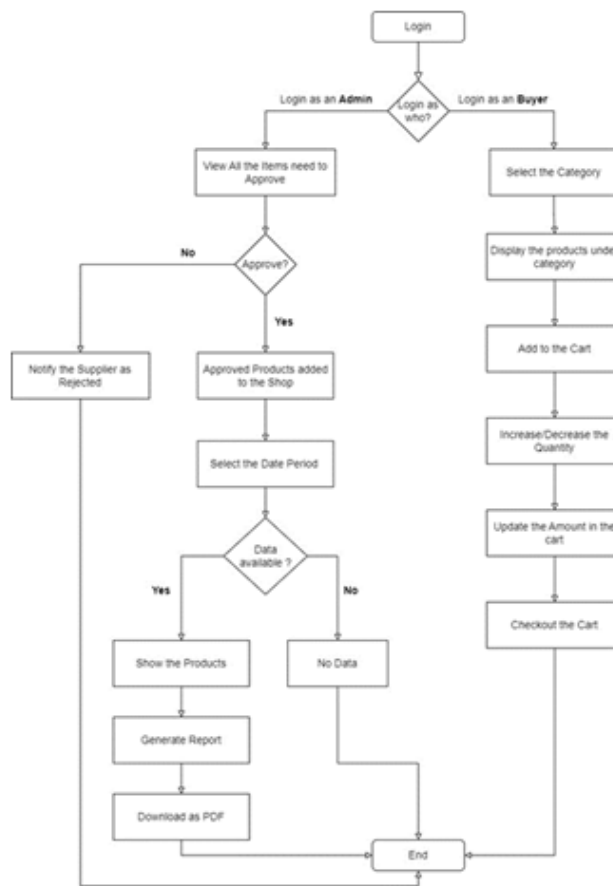 Login
Login as an Admin
Login as
who?
Login as an Buyer
View All the Items need to
Approve
Select the Category
No
Approve?
Display the products under
category
Yes
Notify the Supplier as
Rejected
Approved Products added
to the Shop
Add to the Cart
Select the Date Period
Increase/Decrease the
Quantity
Data
available ?
Update the Amount in the
cart
Yes
No
Show the Products
No Data
Checkout the Cart
Generate Report
Download as PDF
End